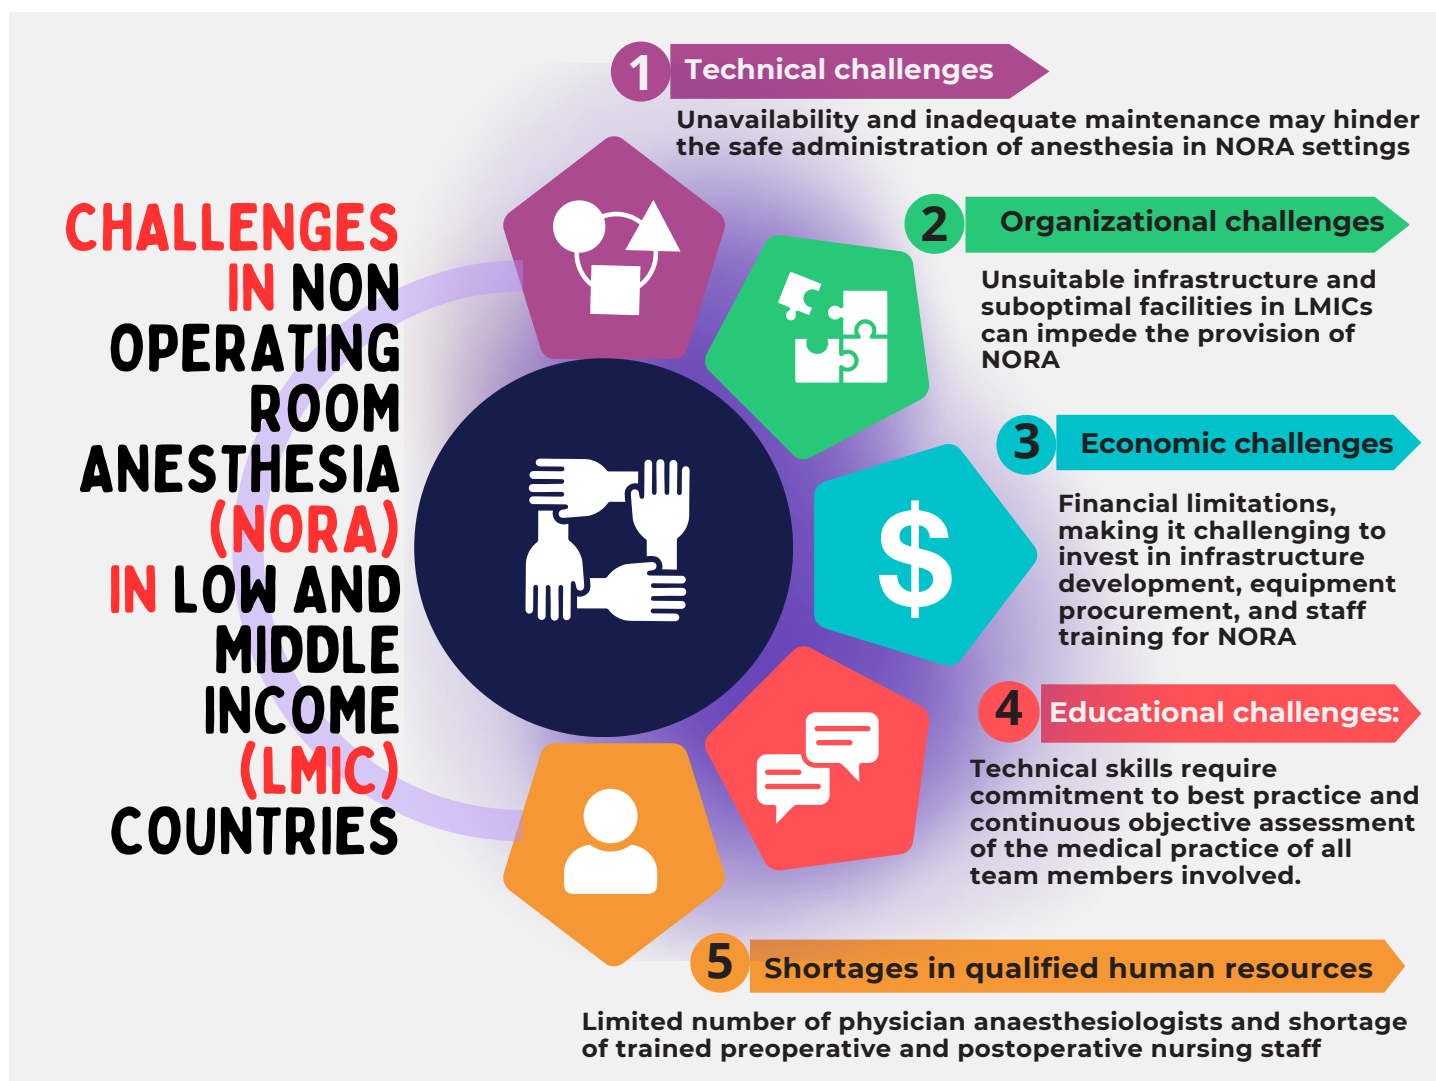 CHALLENGES
IN NON
OPERATING
ROOM
ANESTHESIA
(NORA)
IN LOW AND
MIDDLE
INCOME
(LMIC)
COUNTRIES
1 Technical challenges
Unavailability and inadequate maintenance may hinder
the safe administration of anesthesia in NORA settings
2 Organizational challenges
Unsuitable infrastructure and
suboptimal facilities in LMICs
can impede the provision of
NORA
3 Economic challenges
Financial limitations,
making it challenging to
invest in infrastructure
development, equipment
procurement, and staff
training for NORA
$
4 Educational challenges:
Technical skills require
commitment to best practice and
continuous objective assessment
of the medical practice of all
team members involved.
5 Shortages in qualified human resources
Limited number of physician anaesthesiologists and shortage
of trained preoperative and postoperative nursing staff